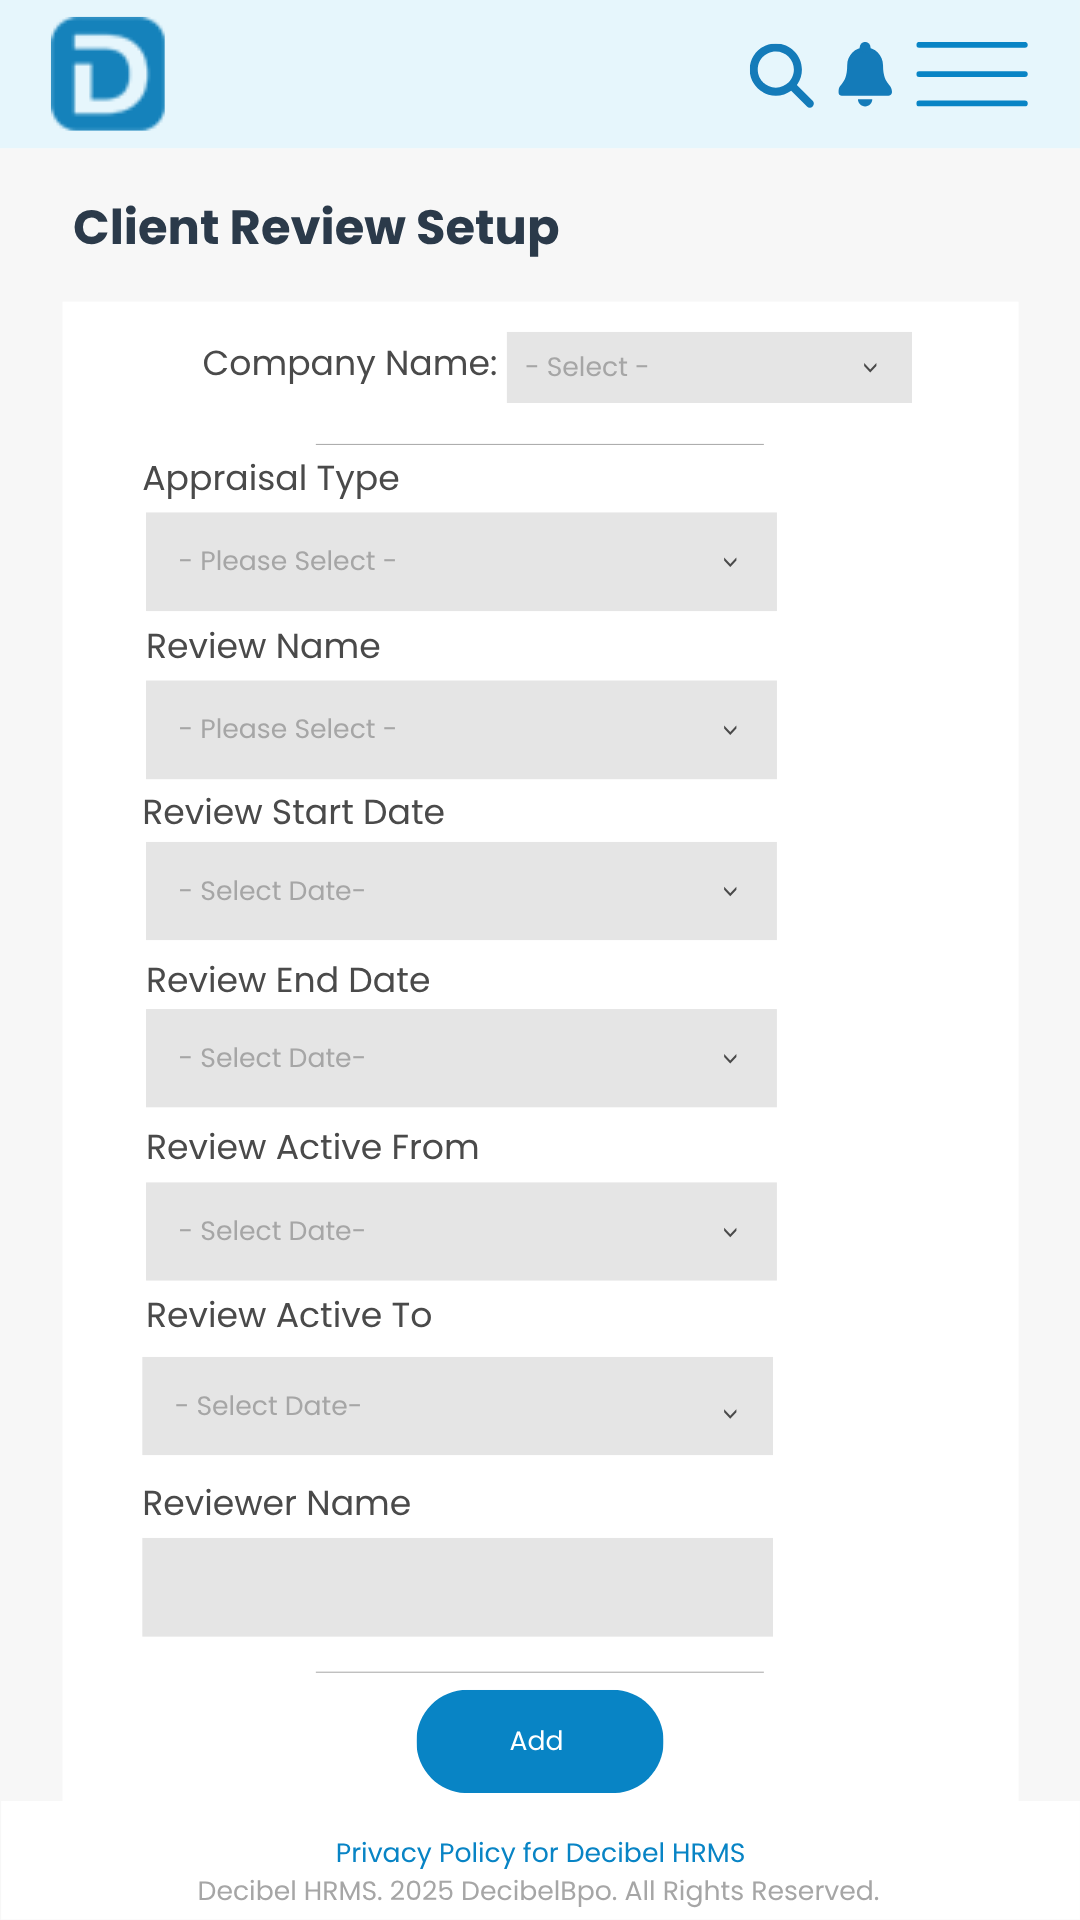 D
Client Review Setup
Company Name: - Select -
Appraisal Type
- Please Select -
Review Name
- Please Select -
Review Start Date
- Select Date-
Review End Date
- Select Date-
Review Active From
- Select Date-
Review Active To
- Select Date-
Reviewer Name
Add
Privacy Policy for Decibel HRMS
Decibel HRMS. 2025 DecibelBpo. All Rights Reserved.